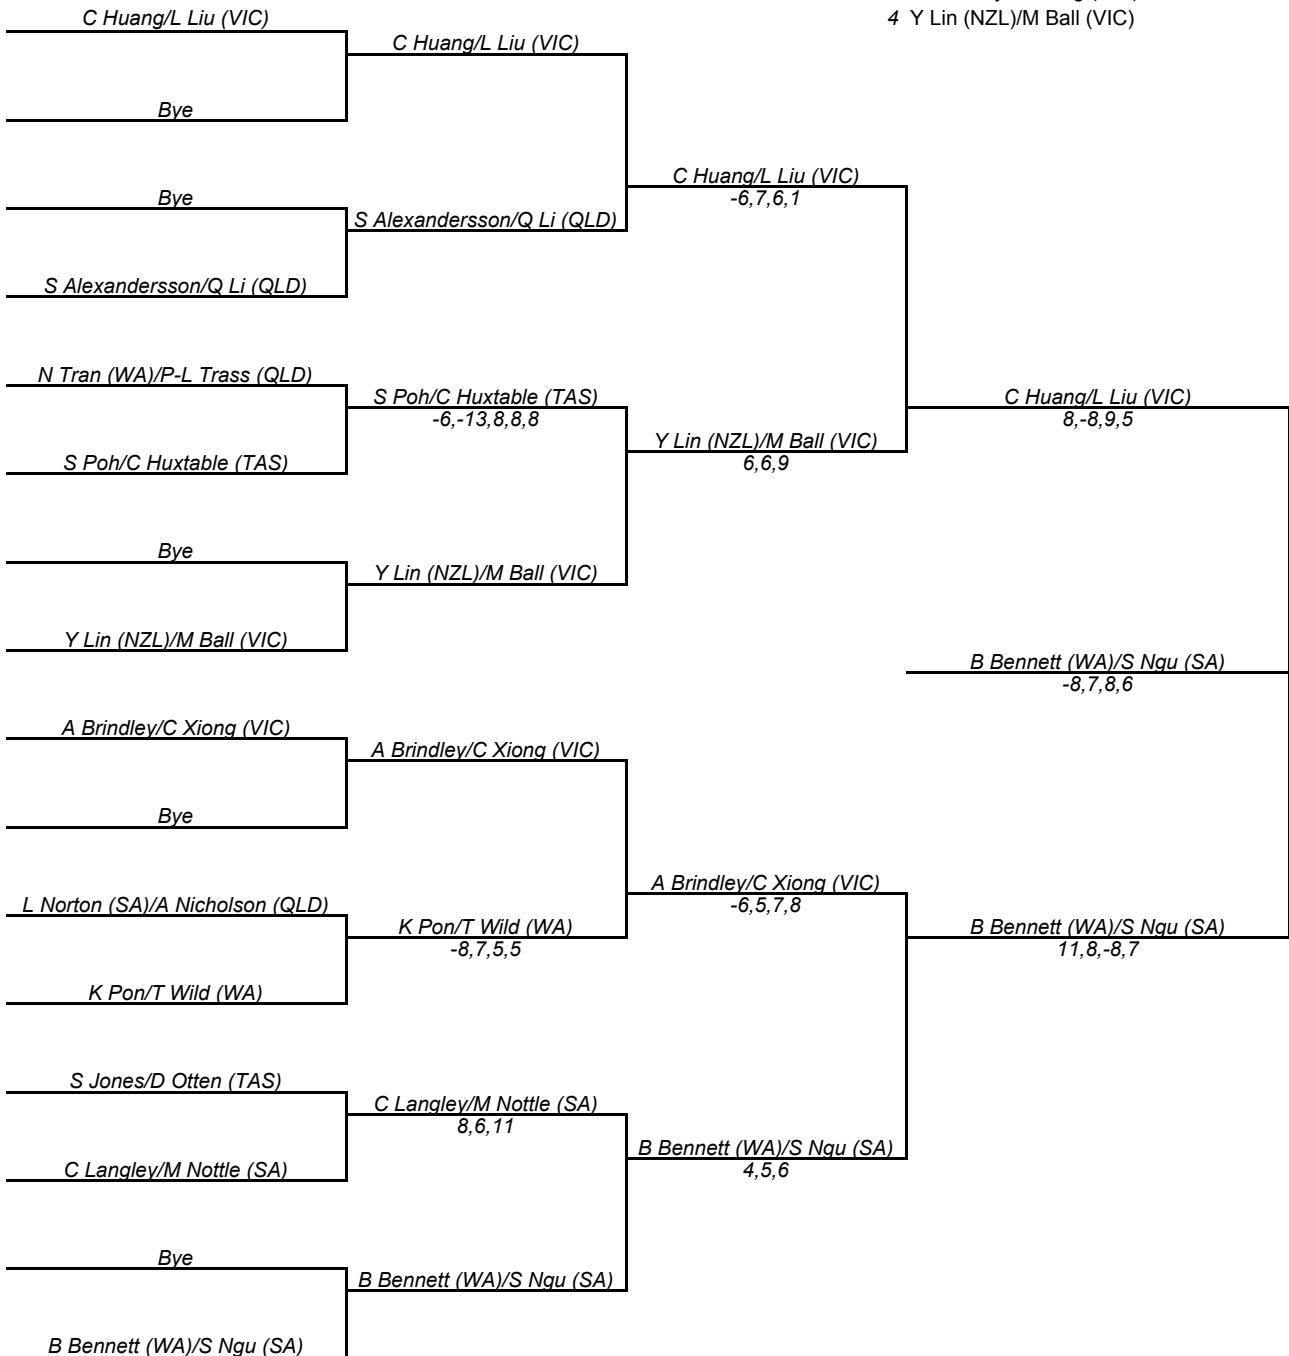 4 Y Lin (NZL)/M Ball (VIC)
C Huang/L Liu (VIC)
C Huang/L Liu (VIC)
Bye
C Huang/L Liu (VIC)
-6,7,6,1
Bye
S Alexandersson/Q Li (QLD)
S Alexandersson/Q Li (QLD)
N Tran (WA)/P-L Trass (QLD)
S Poh/C Huxtable (TAS)
-6,-13,8,8,8
C Huang/L Liu (VIC)
8,-8,9,5
Y Lin (NZL)/M Ball (VIC)
6,6,9
S Poh/C Huxtable (TAS)
Bye
Y Lin (NZL)/M Ball (VIC)
Y Lin (NZL)/M Ball (VIC)
B Bennett (WA)/S Ngu (SA)
-8,7,8,6
A Brindley/C Xiong (VIC)
A Brindley/C Xiong (VIC)
Bye
A Brindley/C Xiong (VIC)
-6,5,7,8
L Norton (SA)/A Nicholson (QLD)
K Pon/T Wild (WA)
-8,7,5,5
B Bennett (WA)/S Ngu (SA)
11,8,-8,7
K Pon/T Wild (WA)
S Jones/D Otten (TAS)
C Langley/M Nottle (SA)
8,6,11
B Bennett (WA)/S Ngu (SA)
4,5,6
C Langley/M Nottle (SA)
Bye
B Bennett (WA)/S Ngu (SA)
B Bennett (WA)/S Ngu (SA)